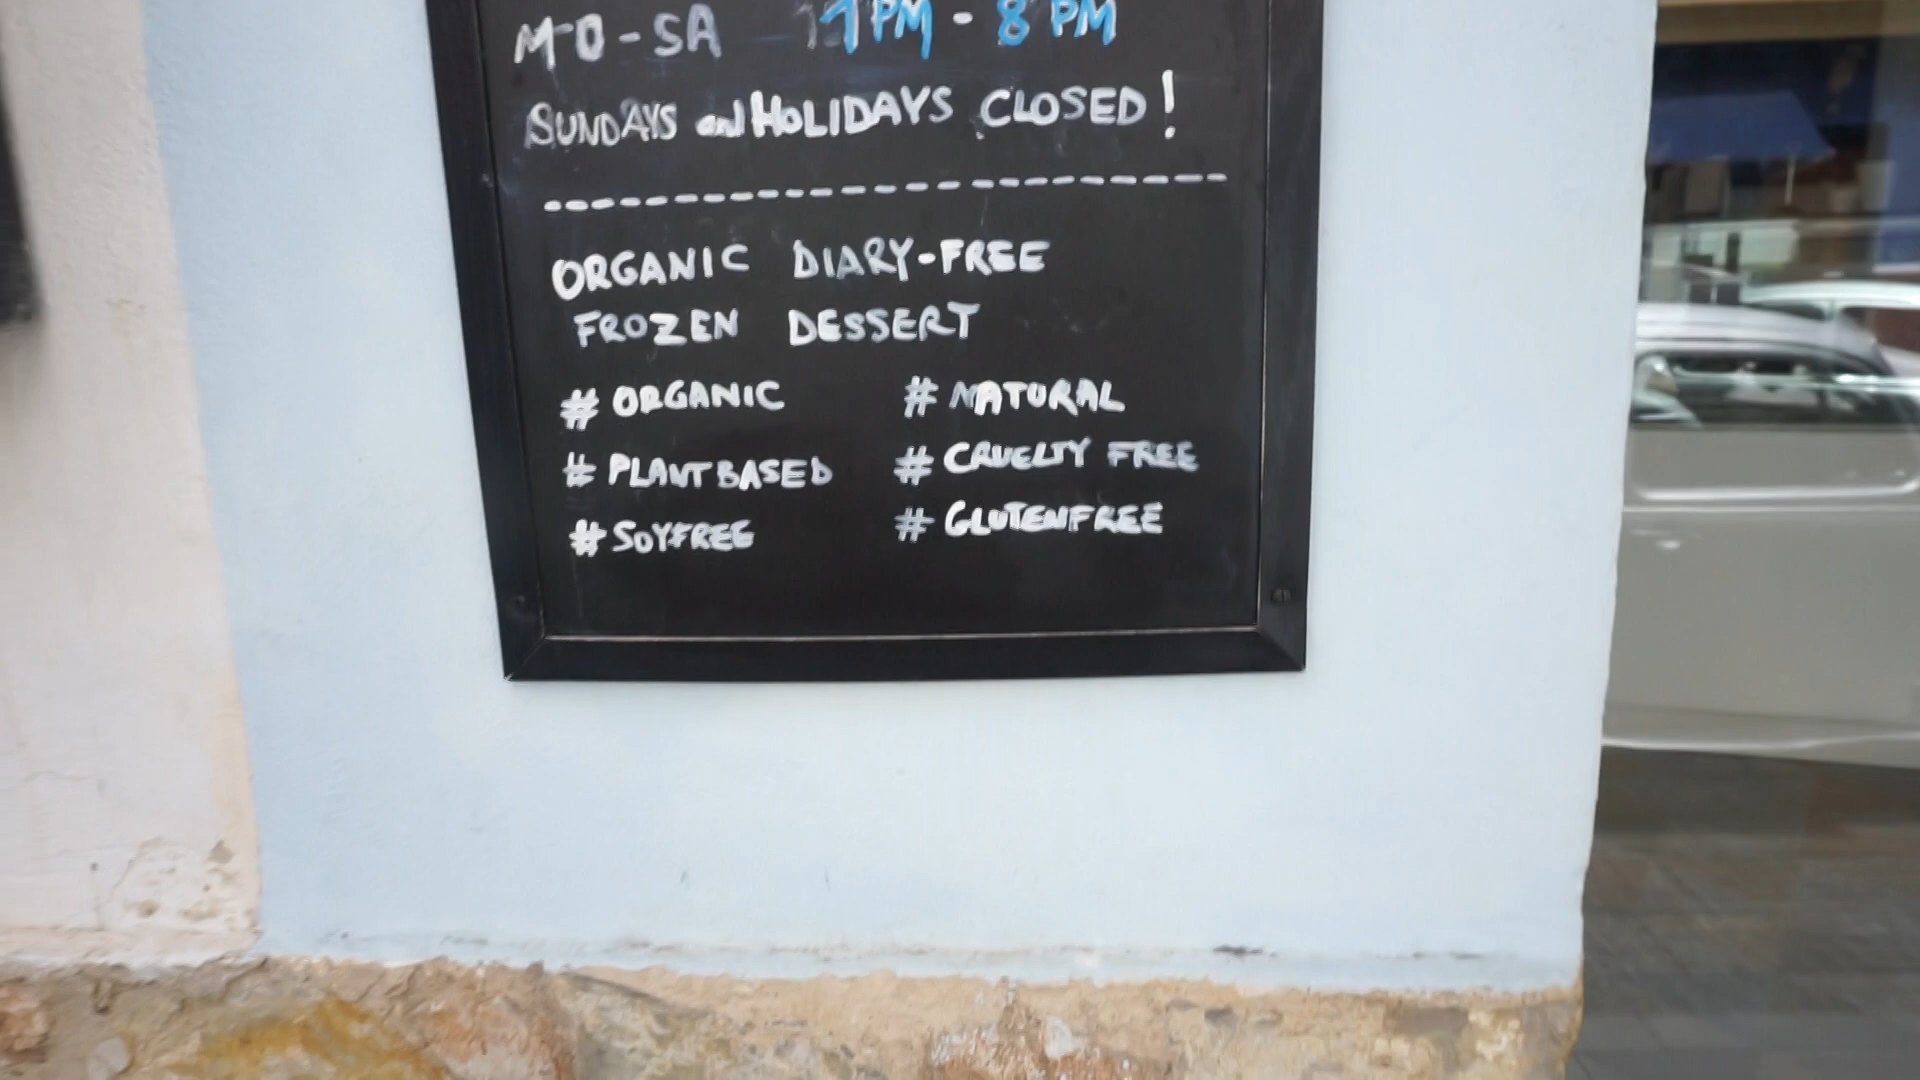 MO-SA 1PM - 8 PM
SUNDAYS and HOLIDAYS CLOSED!
ORGANIC DIARY-FREE
FROZEN DESSERT
# ORGANIC # NATURAL
# PLANTBASED # CRUELTY FREE
# SOYFREE # GLUTENFREE